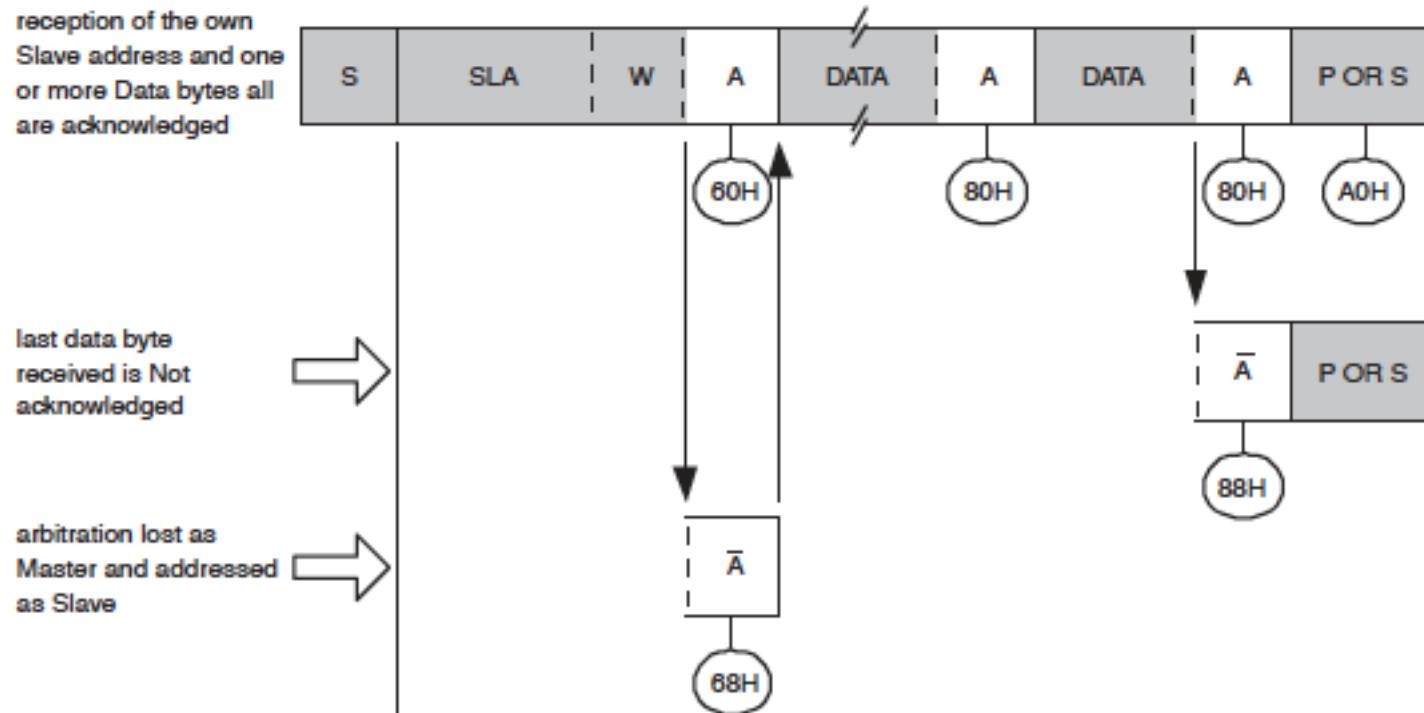 reception of the own
Slave address and one
or more Data bytes all
are acknowledged
S SLA W A DATA A DATA A P OR S
60H 80H 80H A0H
last data byte
received is Not
acknowledged
A̅ P OR S
88H
arbitration lost as
Master and addressed
as Slave
A̅
68H